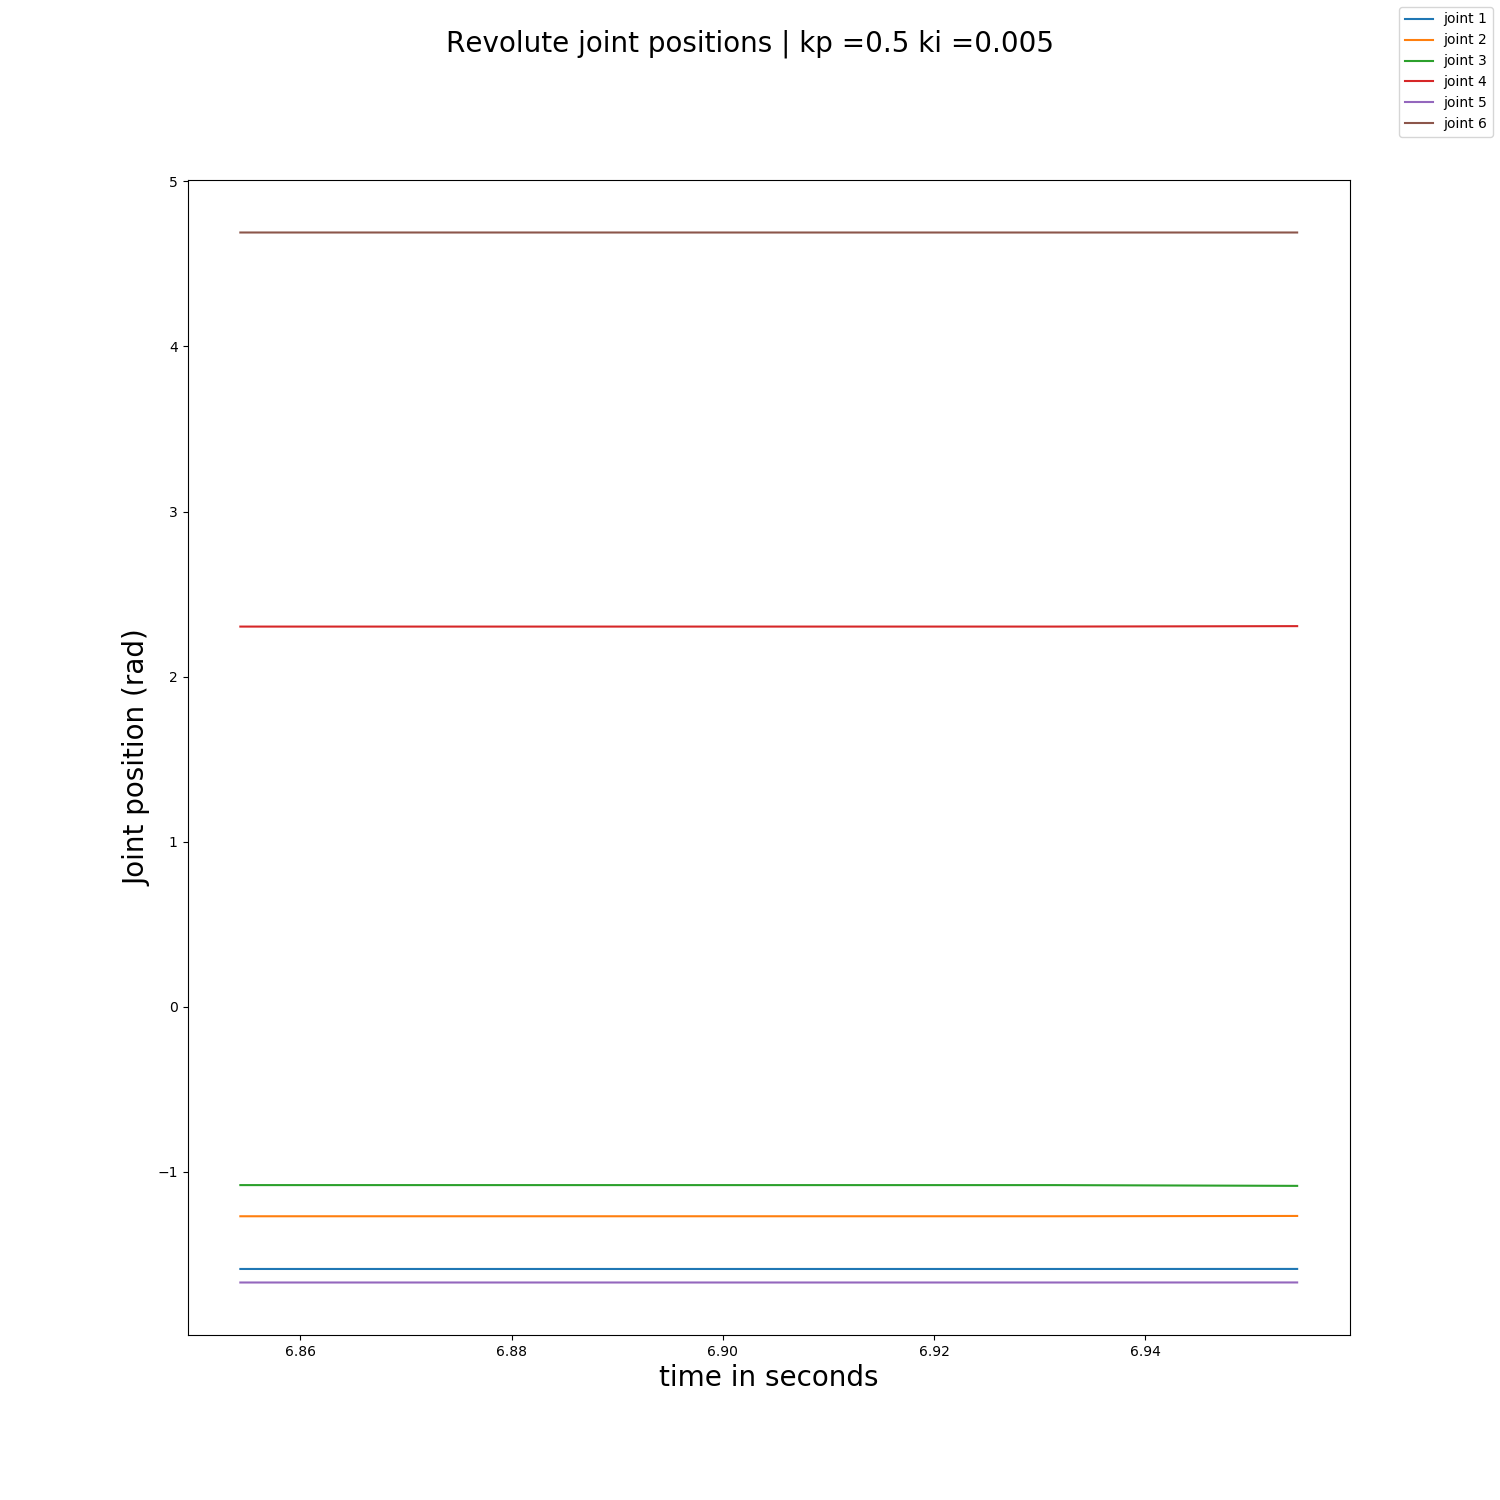 Revolute joint positions | kp =0.5 ki =0.005
joint 1
joint 2
joint 3
joint 4
joint 5
joint 6
5
4
3
2
1
0
−1
Joint position (rad)
6.86 6.88 6.90 6.92 6.94
time in seconds